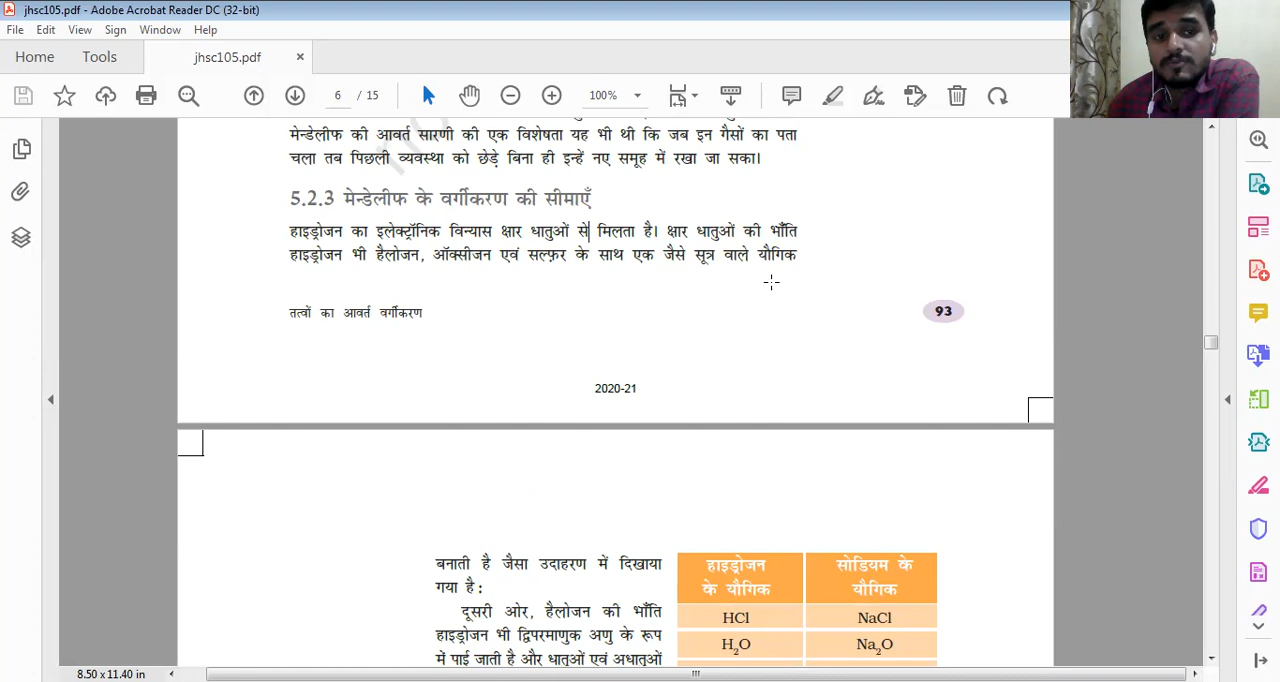 jhsc105.pdf - Adobe Acrobat Reader DC (32-bit)
File Edit View Sign Window Help
Home Tools jhsc105.pdf ×
6 / 15 100%
मेन्डेलीफ की आवर्त सारणी की एक विशेषता यह भी थी कि जब इन गैसों का पता
चला तब पिछली व्यवस्था को छेड़े बिना ही इन्हें नए समूह में रखा जा सका।
5.2.3 मेन्डेलीफ के वर्गीकरण की सीमाएँ
हाइड्रोजन का इलेक्ट्रॉनिक विन्यास क्षार धातुओं से मिलता है। क्षार धातुओं की भाँति
हाइड्रोजन भी हैलोजन, ऑक्सीजन एवं सल्फ़र के साथ एक जैसे सूत्र वाले यौगिक
तत्वों का आवर्त वर्गीकरण 93
2020-21
बनाती है जैसा उदाहरण में दिखाया
गया है:
दूसरी ओर, हैलोजन की भाँति
हाइड्रोजन भी द्विपरमाणुक अणु के रूप
में पाई जाती है और धातुओं एवं अधातुओं
हाइड्रोजन के यौगिक सोडियम के यौगिक
HCl NaCl
H₂O Na₂O
8.50 x 11.40 in